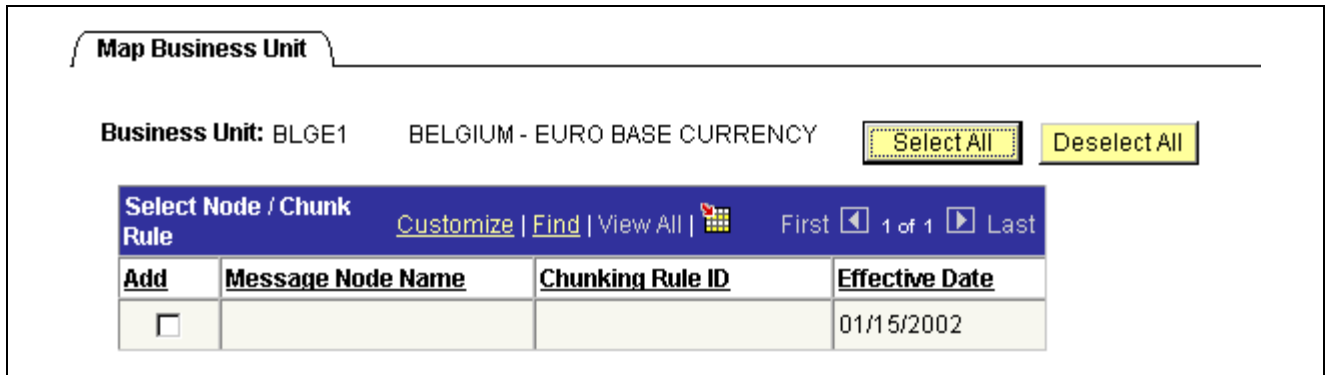 Map Business Unit
Business Unit: BLGE1 BELGIUM - EURO BASE CURRENCY Select All Deselect All
Select Node / Chunk
Rule Customize | Find | View All | First 1 of 1 Last
Add Message Node Name Chunking Rule ID Effective Date
01/15/2002